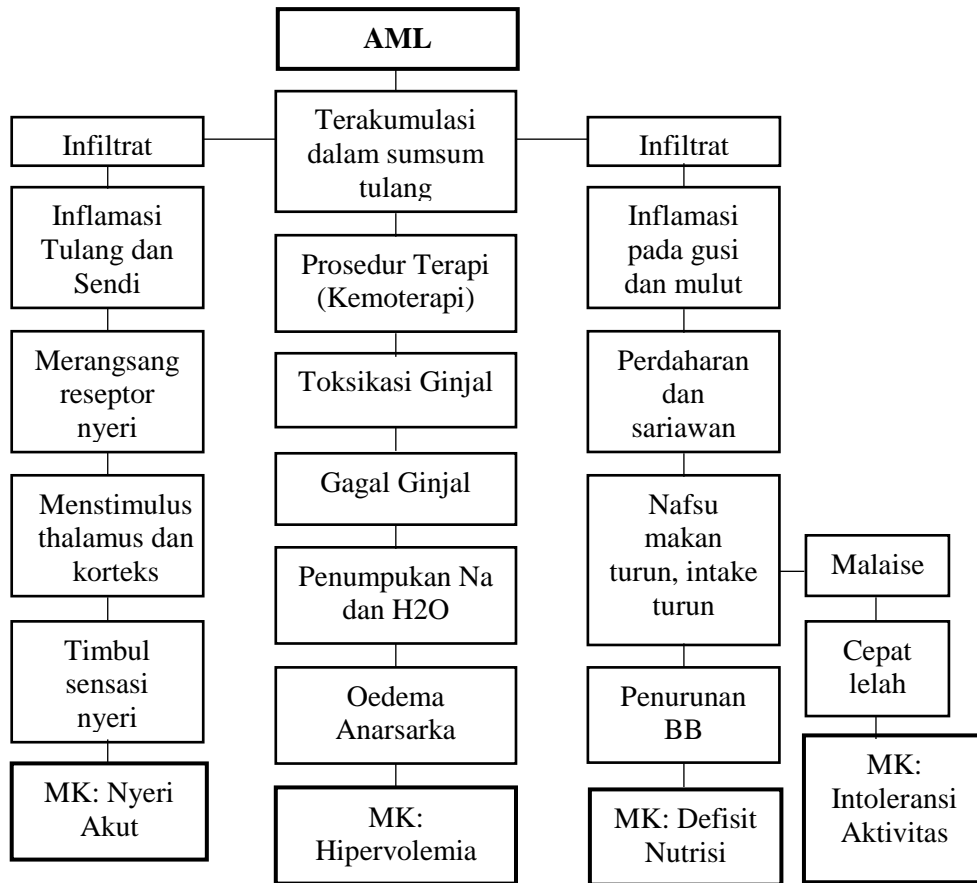 AML
Terakumulasi
dalam sumsum
tulang
Infiltrat
Inflamasi
Tulang dan
Sendi
Merangsang
reseptor
nyeri
Menstimulus
thalamus dan
korteks
Timbul
sensasi
nyeri
MK: Nyeri
Akut
Prosedur Terapi
(Kemoterapi)
Toksikasi Ginjal
Gagal Ginjal
Penumpukan Na
dan H2O
Oedema
Anarsarka
MK:
Hipervolemia
Infiltrat
Inflamasi
pada gusi
dan mulut
Perdaharan
dan
sariawan
Nafsu
makan
turun, intake
turun
Penurunan
BB
MK: Defisit
Nutrisi
Malaise
Cepat
lelah
MK:
Intoleransi
Aktivitas